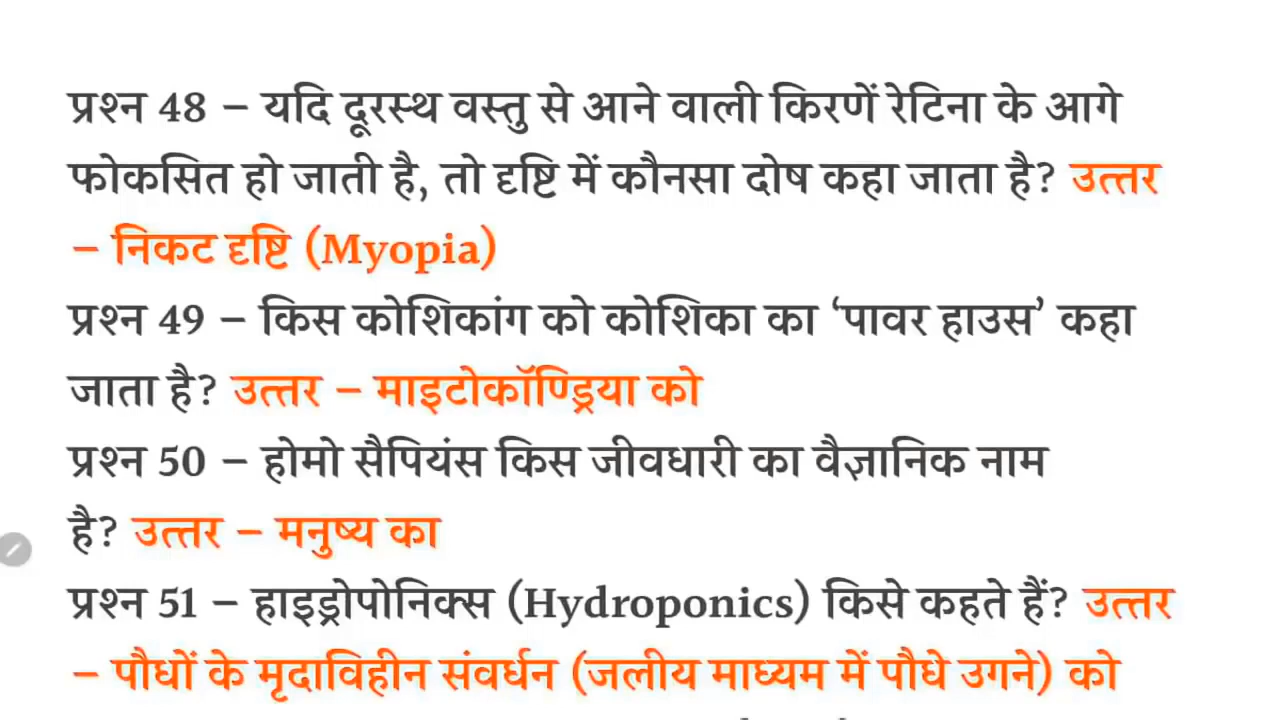 प्रश्न 48 – यदि दूरस्थ वस्तु से आने वाली किरणें रेटिना के आगे
फोकसित हो जाती है, तो दृष्टि में कौनसा दोष कहा जाता है? उत्तर
– निकट दृष्टि (Myopia)
प्रश्न 49 – किस कोशिकांग को कोशिका का ‘पावर हाउस’ कहा
जाता है? उत्तर – माइटोकॉण्ड्रिया को
प्रश्न 50 – होमो सैपियंस किस जीवधारी का वैज्ञानिक नाम
है? उत्तर – मनुष्य का
प्रश्न 51 – हाइड्रोपोनिक्स (Hydroponics) किसे कहते हैं? उत्तर
– पौधों के मृदाविहीन संवर्धन (जलीय माध्यम में पौधे उगने) को